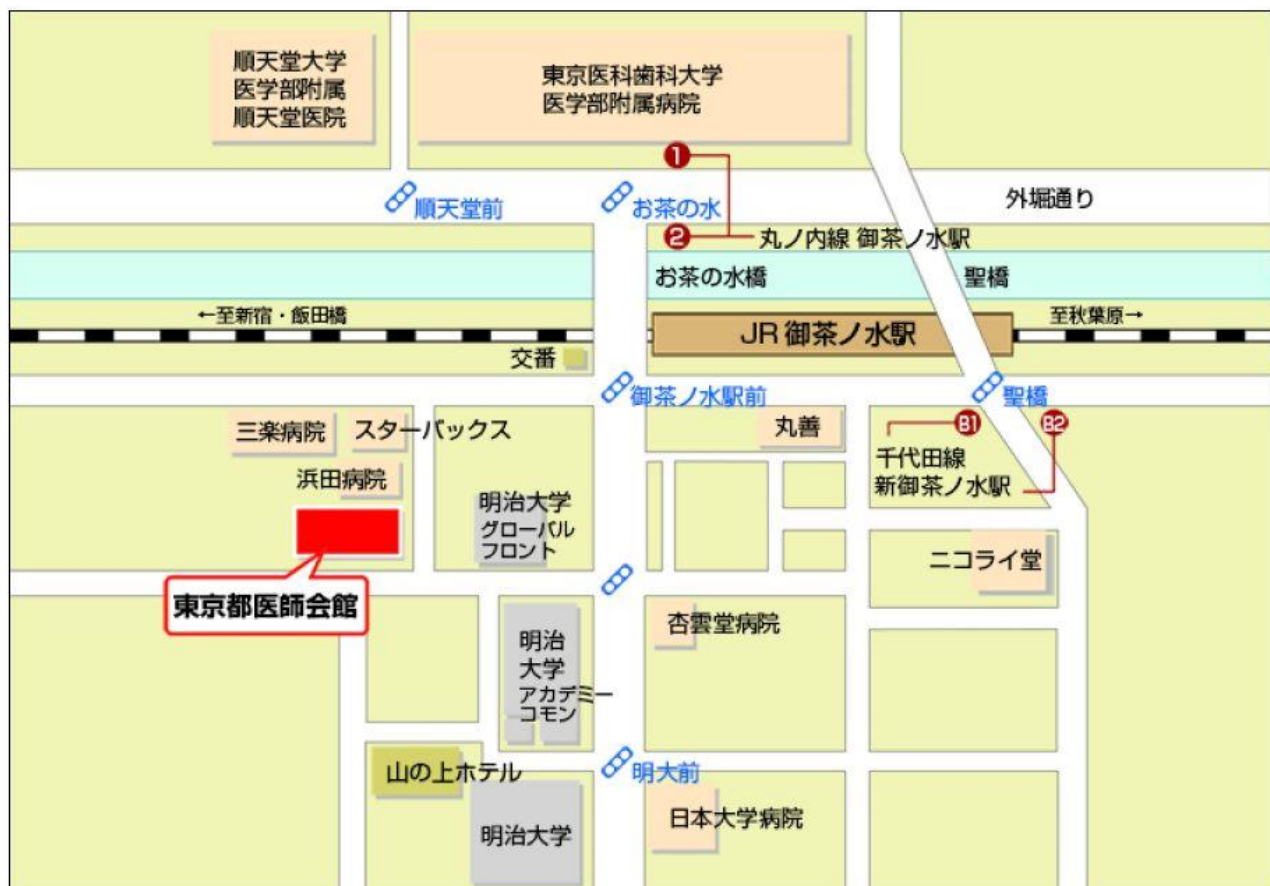 順天堂大学
医学部附属
順天堂医院
東京医科歯科大学
医学部附属病院
1
順天堂前
お茶の水
外堀通り
2
丸ノ内線 御茶ノ水駅
お茶の水橋
聖橋
←至新宿・飯田橋
JR 御茶ノ水駅
至秋葉原→
交番
御茶ノ水駅前
聖橋
三楽病院
スターバックス
丸善
B1
B2
千代田線
新御茶ノ水駅
浜田病院
明治大学
グローバル
フロント
ニコライ堂
東京都医師会館
杏雲堂病院
明治
大学
アカデミー
コモン
山の上ホテル
明大前
明治大学
日本大学病院